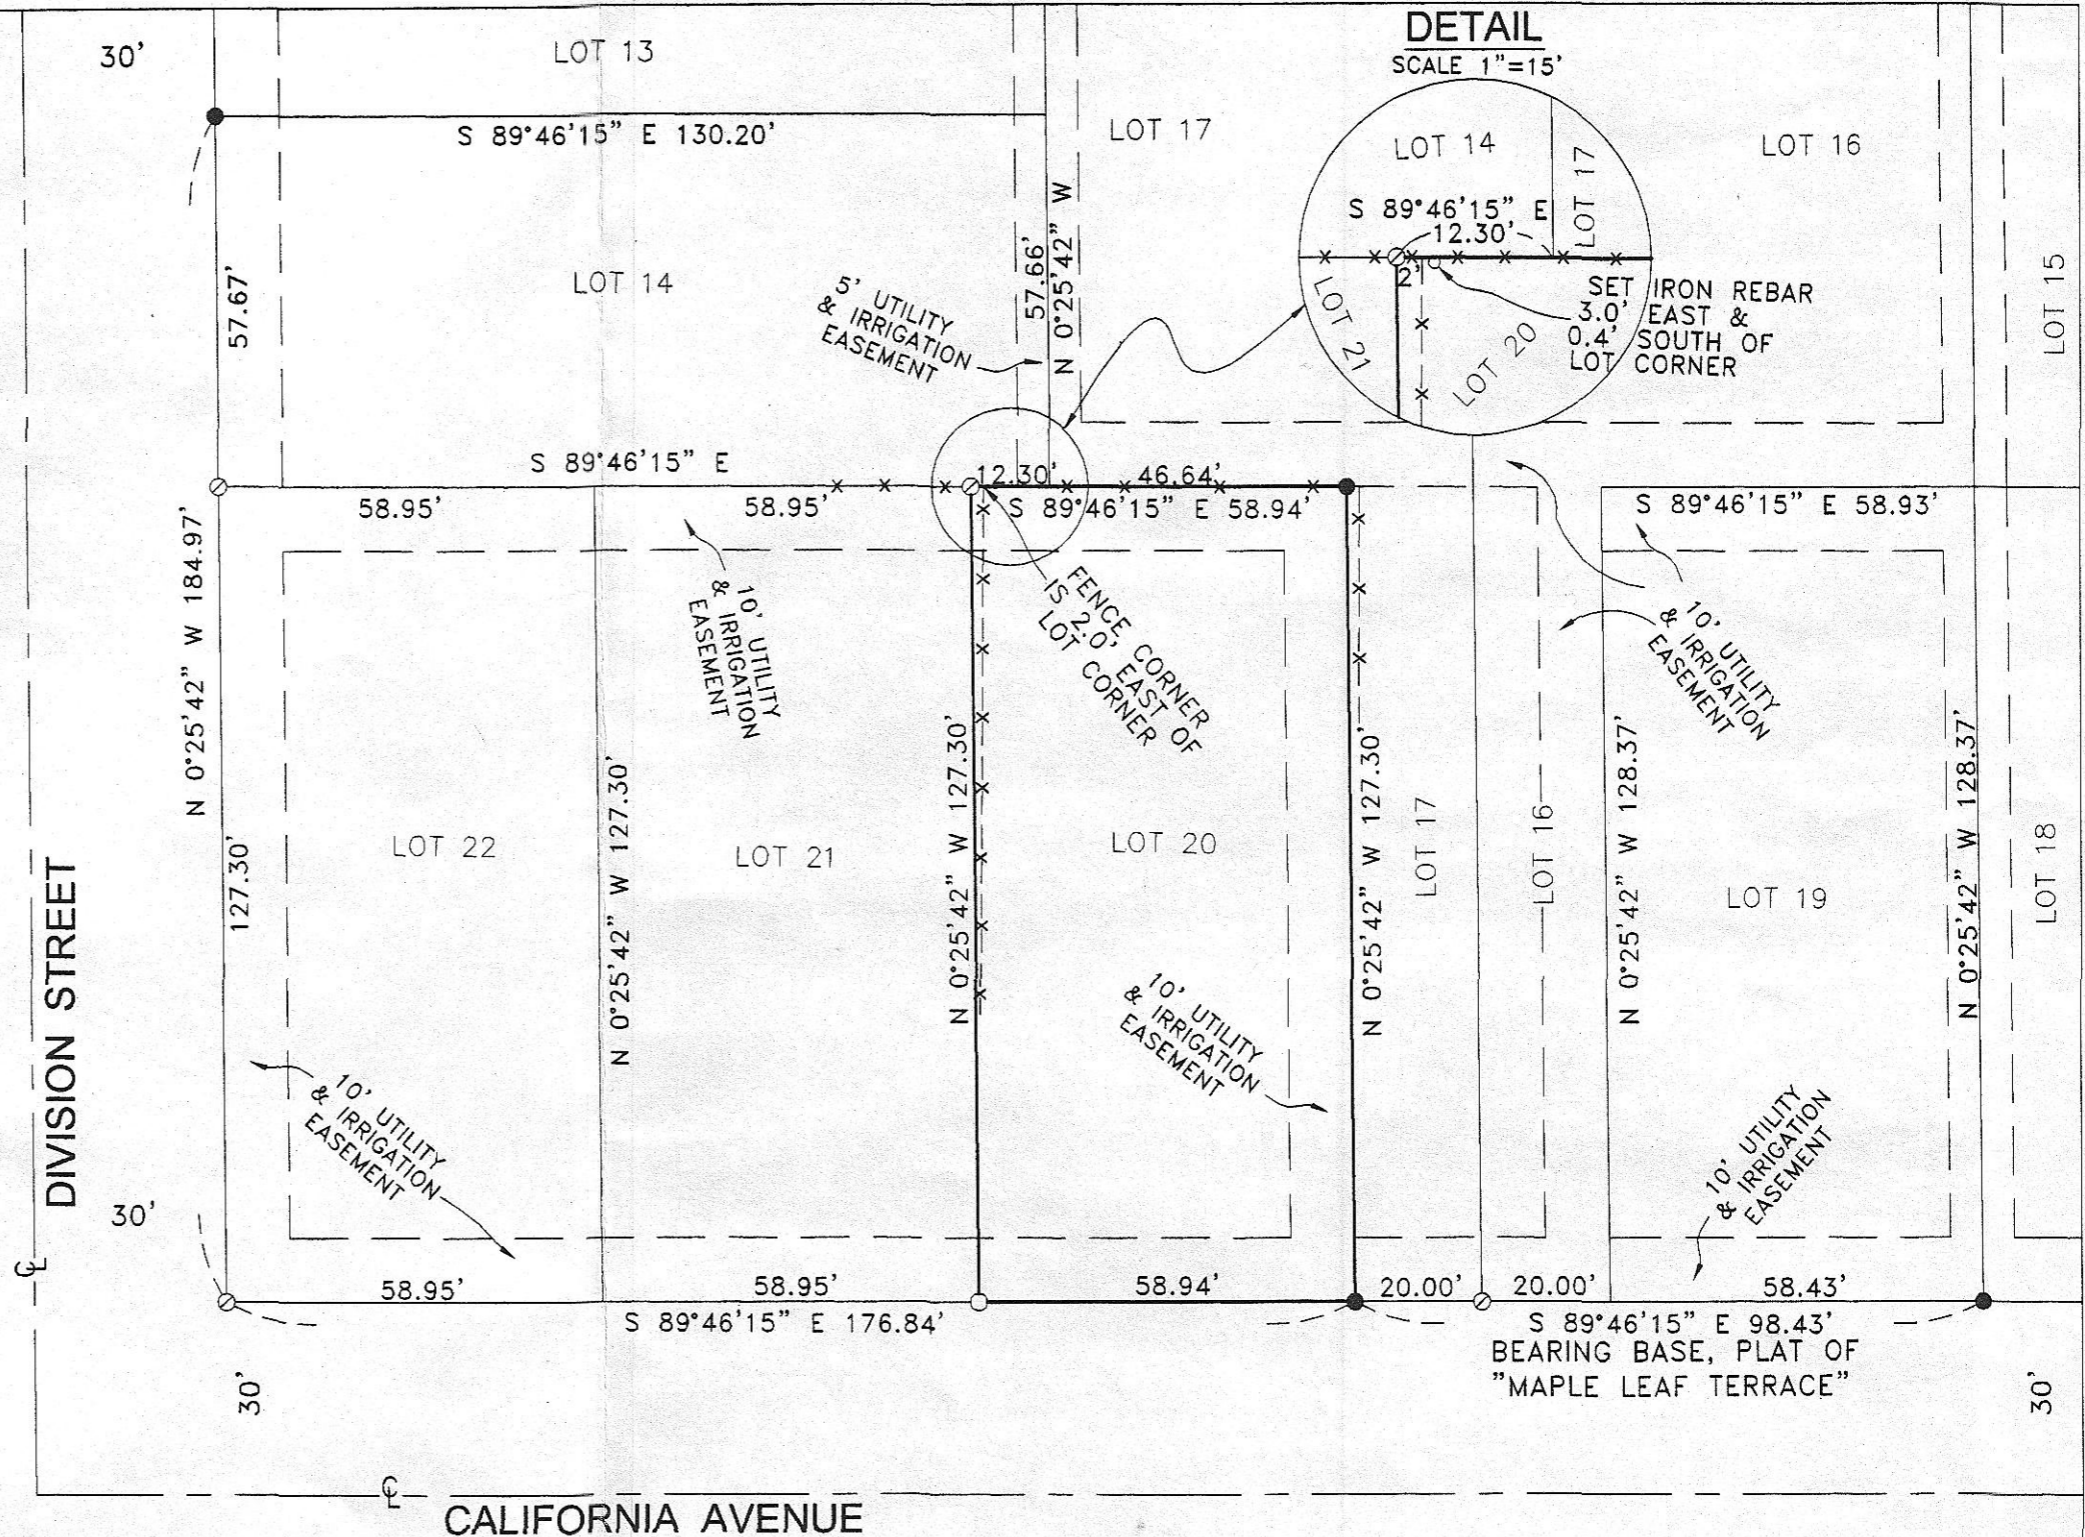 DETAIL
SCALE 1"=15'
30'
LOT 13
S 89°46'15" E 130.20'
LOT 17
LOT 14
LOT 17
LOT 16
S 89°46'15" E
12.30'
2'
SET IRON REBAR
3.0' EAST &
0.4' SOUTH OF
LOT CORNER
LOT 21
LOT 20
LOT 15
57.67'
LOT 14
5' UTILITY
& IRRIGATION
EASEMENT
57.66'
N 0°25'42" W
S 89°46'15" E
58.95'
58.95'
12.30'
46.64'
S 89°46'15" E 58.94'
S 89°46'15" E 58.93'
N 0°25'42" W 184.97'
10' UTILITY
& IRRIGATION
EASEMENT
FENCE CORNER
IS 2.0' EAST OF
LOT CORNER
10' UTILITY
& IRRIGATION
EASEMENT
127.30'
LOT 22
N 0°25'42" W 127.30'
LOT 21
N 0°25'42" W 127.30'
LOT 20
N 0°25'42" W 127.30'
LOT 17
LOT 16
N 0°25'42" W 128.37'
LOT 19
N 0°25'42" W 128.37'
LOT 18
DIVISION STREET
10' UTILITY
& IRRIGATION
EASEMENT
10' UTILITY
& IRRIGATION
EASEMENT
10' UTILITY
& IRRIGATION
EASEMENT
30'
CL
58.95'
58.95'
58.94'
20.00'
20.00'
58.43'
S 89°46'15" E 176.84'
S 89°46'15" E 98.43'
BEARING BASE, PLAT OF
"MAPLE LEAF TERRACE"
30'
30'
CL
CALIFORNIA AVENUE